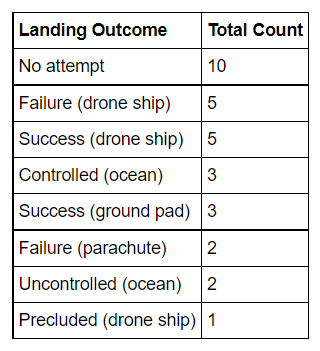 Landing Outcome Total Count
No attempt 10
Failure (drone ship) 5
Success (drone ship) 5
Controlled (ocean) 3
Success (ground pad) 3
Failure (parachute) 2
Uncontrolled (ocean) 2
Precluded (drone ship) 1